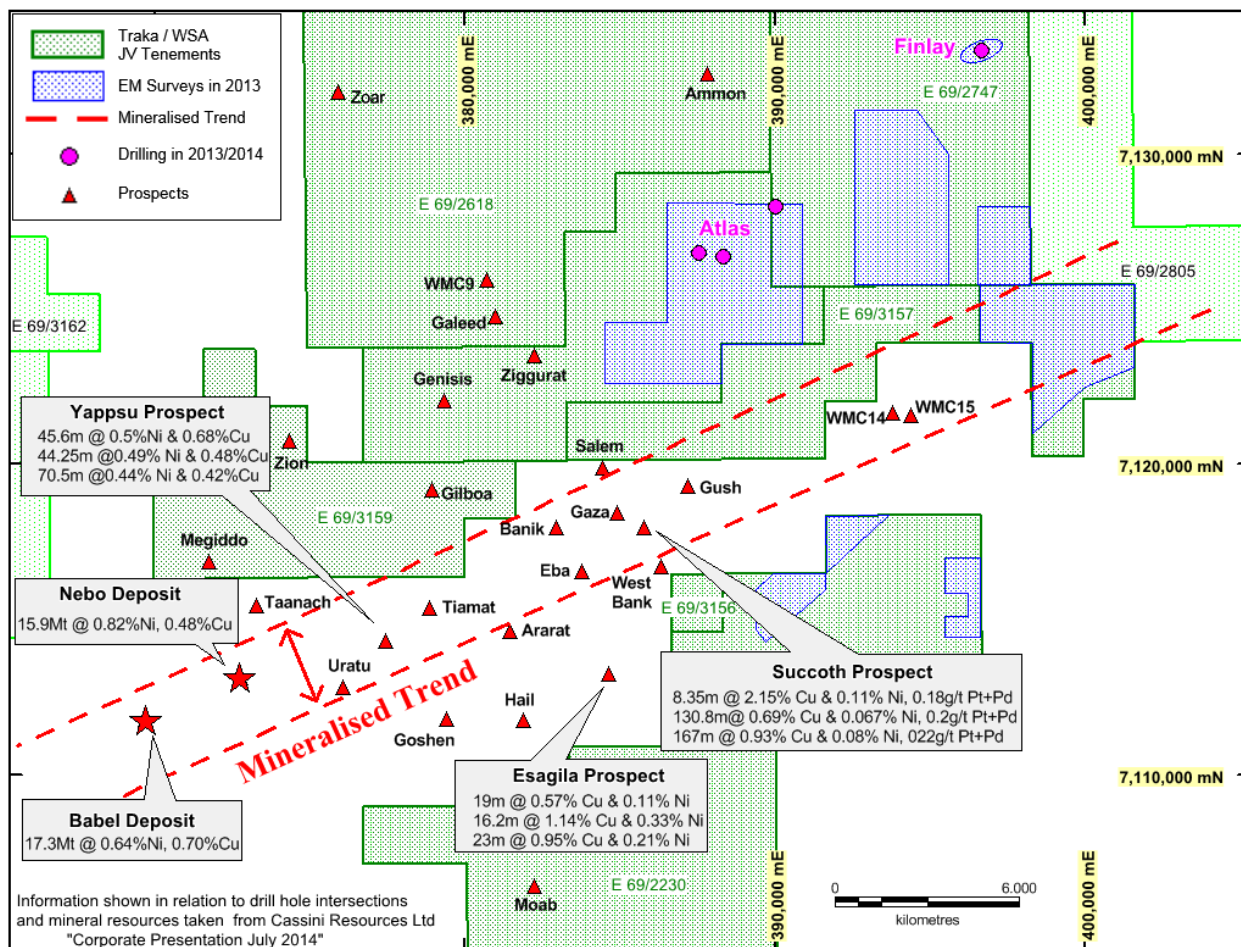 Traka / WSA
JV Tenements
EM Surveys in 2013
Mineralised Trend
Drilling in 2013/2014
Prospects
380,000 mE
390,000 mE
400,000 mE
Finlay
Zoar
Ammon
E 69/2747
7,130,000 mN
E 69/2618
Atlas
WMC9
E 69/2805
E 69/3162
Galeed
E 69/3157
Ziggurat
Genisis
Yappsu Prospect
45.6m @ 0.5%Ni & 0.68%Cu
44.25m @0.49% Ni & 0.48%Cu
70.5m @0.44% Ni & 0.42%Cu
WMC14
WMC15
Zion
Salem
7,120,000 mN
Gilboa
Gush
E 69/3159
Gaza
Banik
Megiddo
Eba
West
Bank
Nebo Deposit
15.9Mt @ 0.82%Ni, 0.48%Cu
Taanach
Tiamat
E 69/3156
Ararat
Uratu
Mineralised Trend
Succoth Prospect
8.35m @ 2.15% Cu & 0.11% Ni, 0.18g/t Pt+Pd
130.8m@ 0.69% Cu & 0.067% Ni, 0.2g/t Pt+Pd
167m @ 0.93% Cu & 0.08% Ni, 022g/t Pt+Pd
Hail
Goshen
Esagila Prospect
19m @ 0.57% Cu & 0.11% Ni
16.2m @ 1.14% Cu & 0.33% Ni
23m @ 0.95% Cu & 0.21% Ni
7,110,000 mN
Babel Deposit
17.3Mt @ 0.64%Ni, 0.70%Cu
E 69/2230
Moab
390,000 mE
400,000 mE
0
6.000
kilometres
Information shown in relation to drill hole intersections
and mineral resources taken from Cassini Resources Ltd
"Corporate Presentation July 2014"